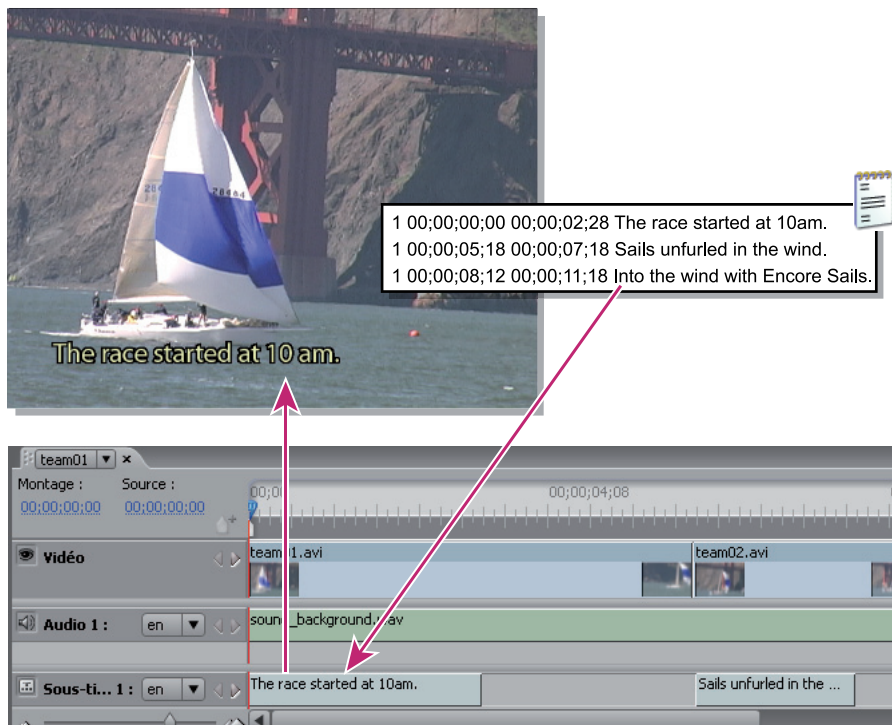 28484
The race started at 10 am.
1 00;00;00;00 00;00;02;28 The race started at 10am.
1 00;00;05;18 00;00;07;18 Sails unfurled in the wind.
1 00;00;08;12 00;00;11;18 Into the wind with Encore Sails.
team01
Montage : Source :
00;00;00;00 00;00;00;00
00;00;04;08
Vidéo
team01.avi team02.avi
Audio 1 : en
sound_background.wav
Sous-ti... 1 : en
The race started at 10am. Sails unfurled in the ...